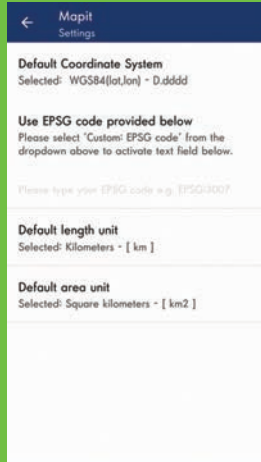 Mapit
Settings
Default Coordinate System
Selected: WGS84(lat,lon) - D.dddd
Use EPSG code provided below
Please select 'Custom: EPSG code' from the
dropdown above to activate text field below.
Please type your EPSG code e.g. EPSG:3007
Default length unit
Selected: Kilometers - [ km ]
Default area unit
Selected: Square kilometers - [ km2 ]